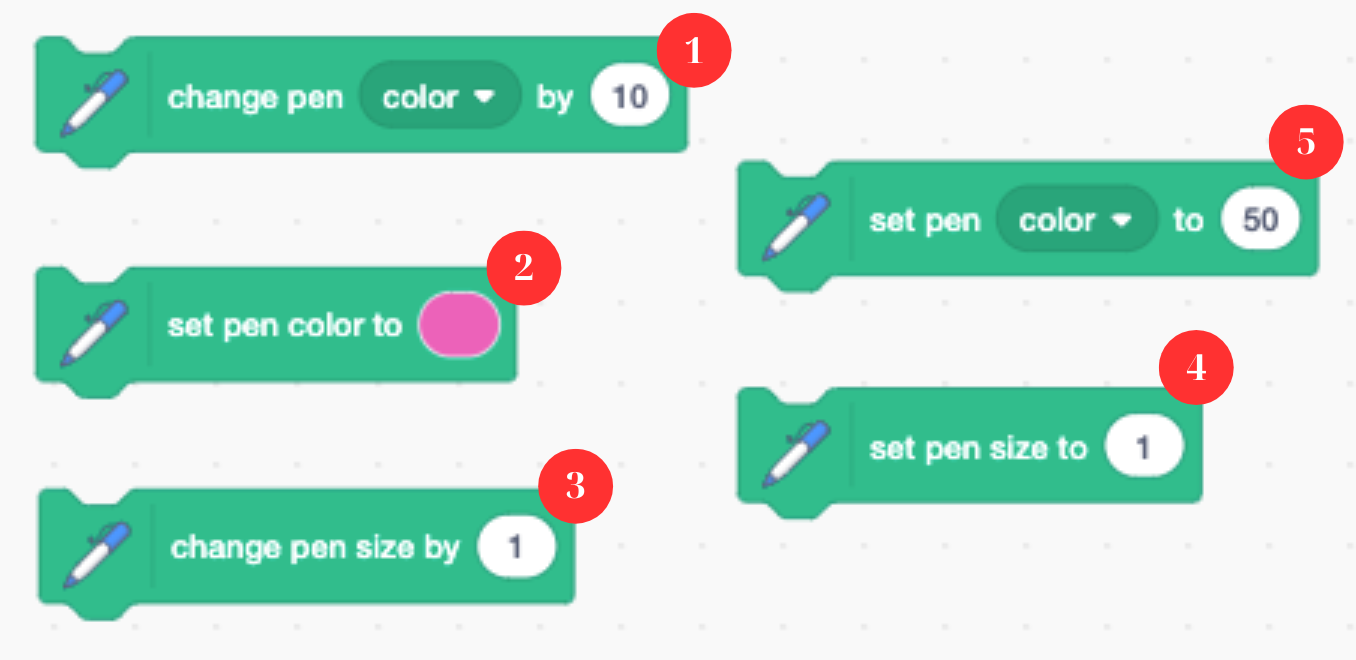 1
change pen color by 10
5
set pen color to 50
2
set pen color to
4
set pen size to 1
3
change pen size by 1